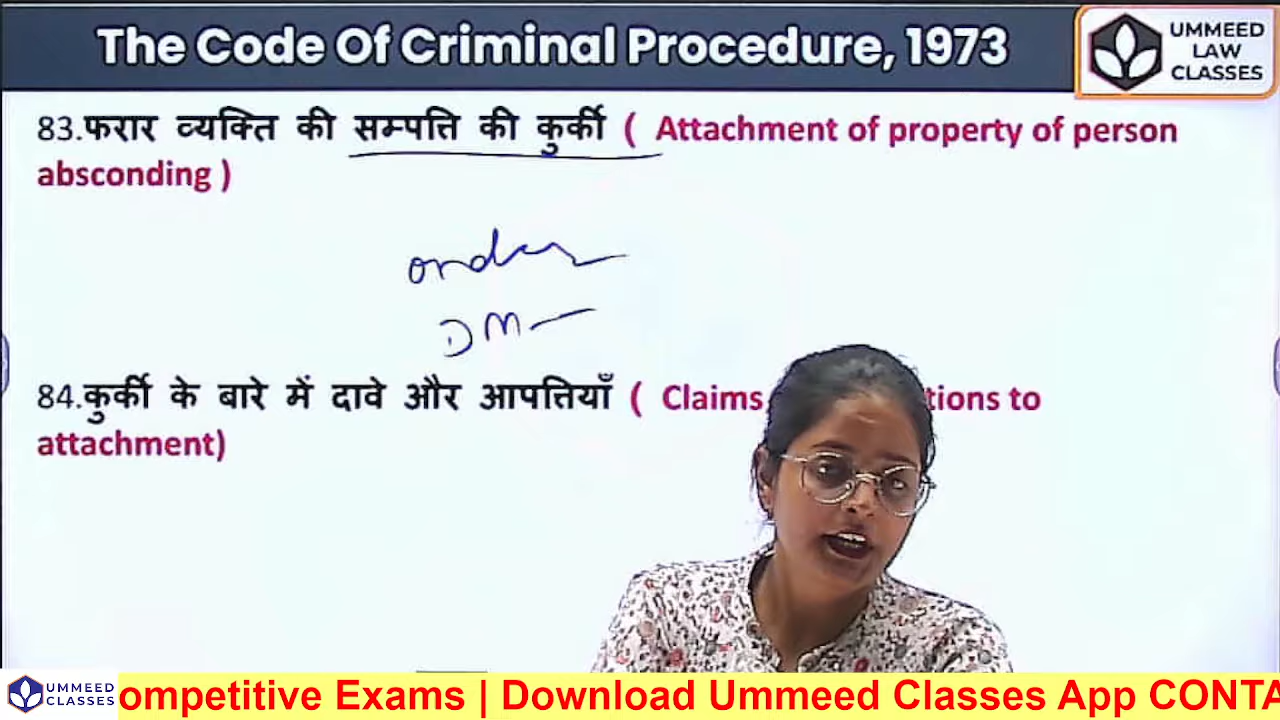 The Code Of Criminal Procedure, 1973
UMMEED
LAW
CLASSES
83.फरार व्यक्ति की सम्पत्ति की कुर्की ( Attachment of property of person
absconding )
order
DM
84.कुर्की के बारे में दावे और आपत्तियाँ ( Claims tions to
attachment)
UMMEED
CLASSES
ompetitive Exams | Download Ummeed Classes App CONTA